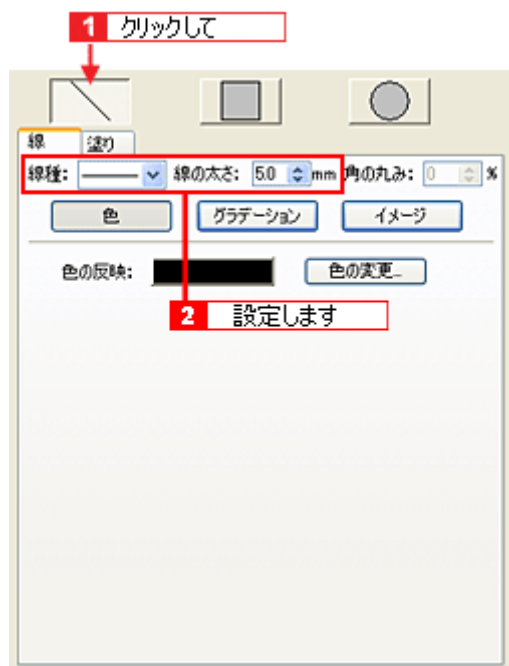 1 クリックして
線 塗り
線種: 線の太さ: 5.0 mm 角の丸み: 0 %
色 グラデーション イメージ
色の反映: 色の変更...
2 設定します